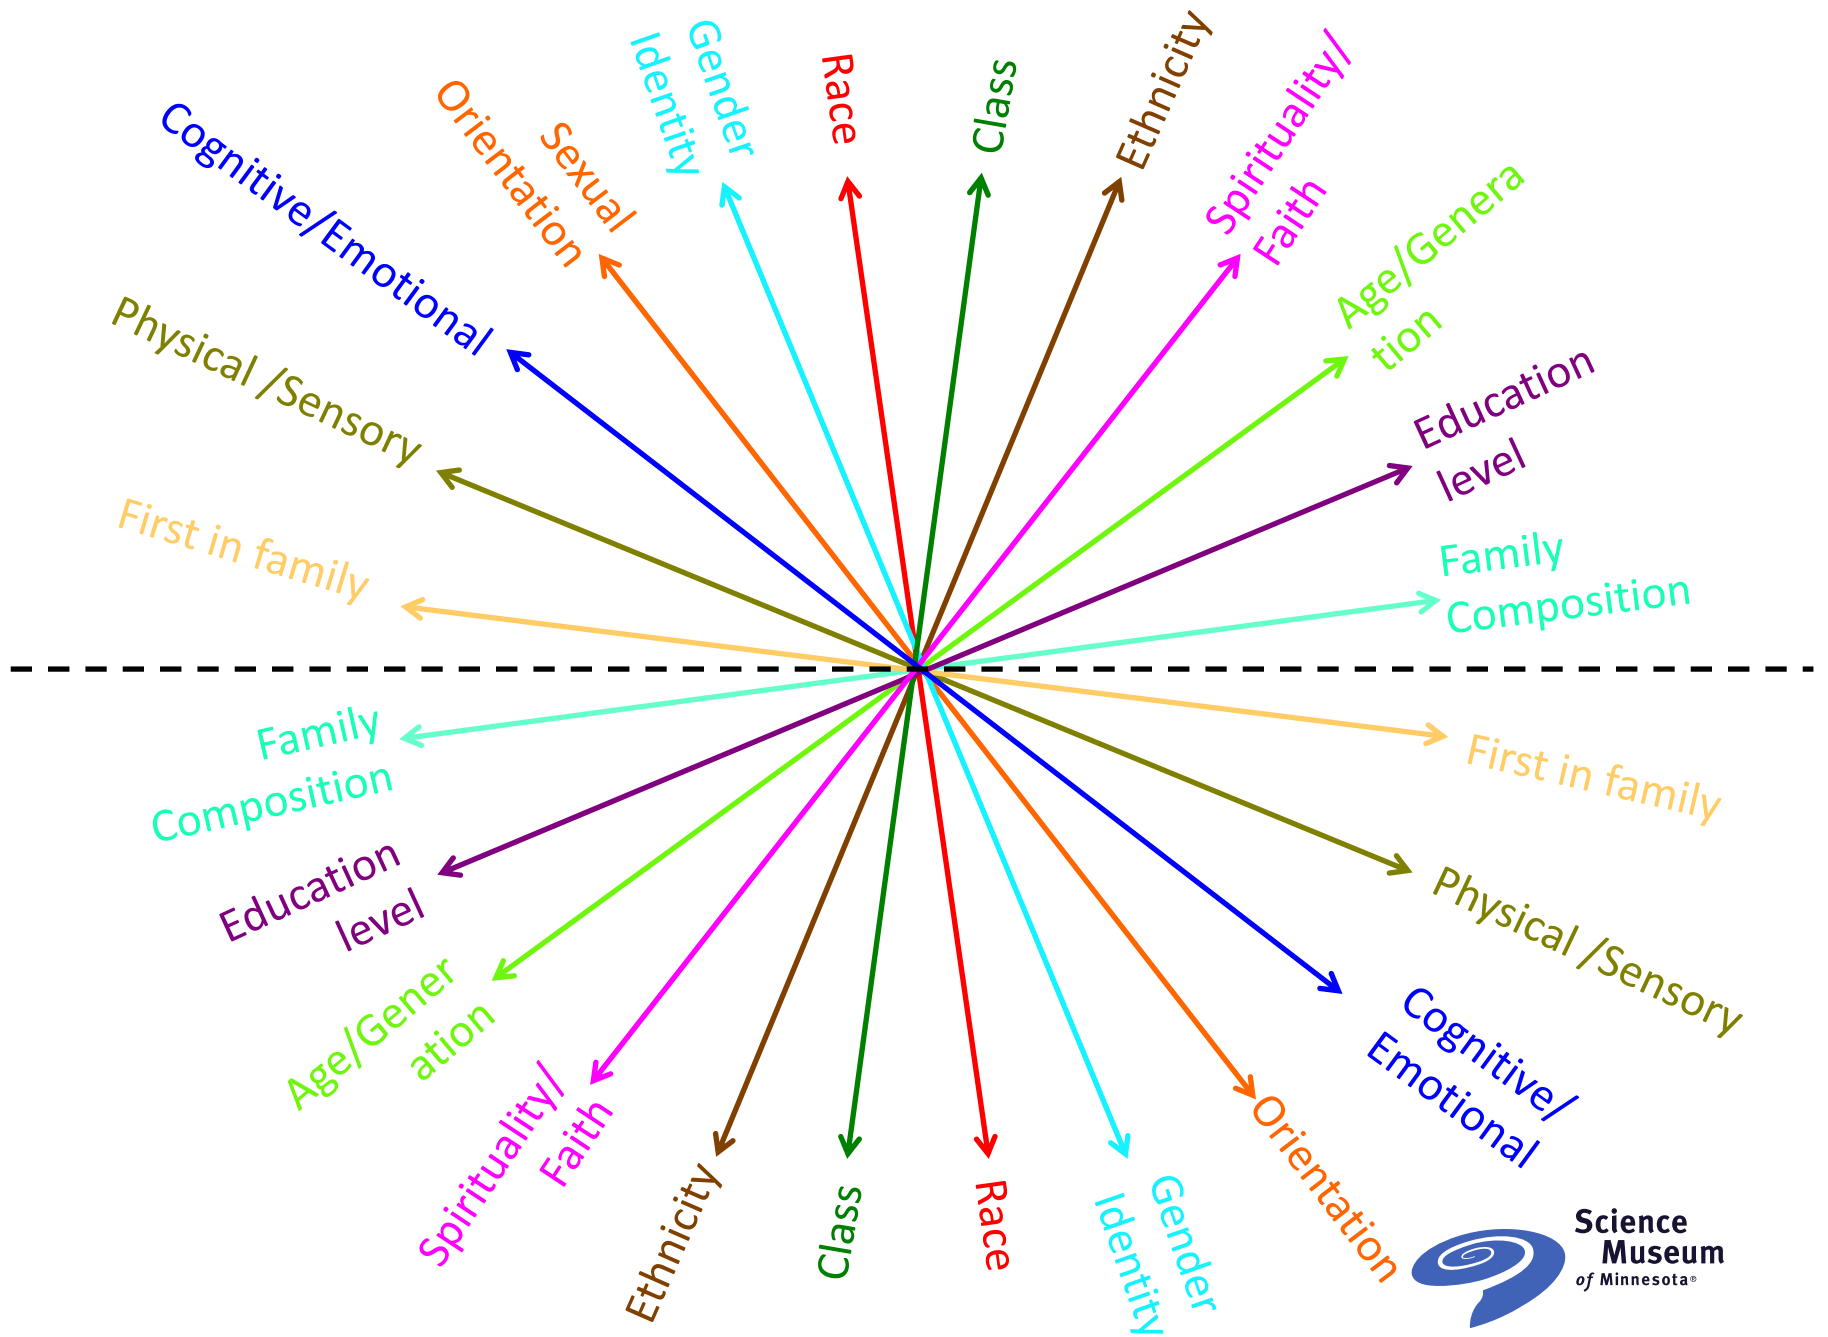 Cognitive/Emotional
Sexual
Orientation
Gender
Identity
Race
Class
Ethnicity
Spirituality/
Faith
Age/Genera
tion
Education
level
Family
Composition
Physical /Sensory
First in family
Family
Composition
Education
level
Age/Gener
ation
Spirituality/
Faith
Ethnicity
Class
Race
Gender
Identity
Orientation
Cognitive/
Emotional
Physical /Sensory
First in family
Science
Museum
of Minnesota®